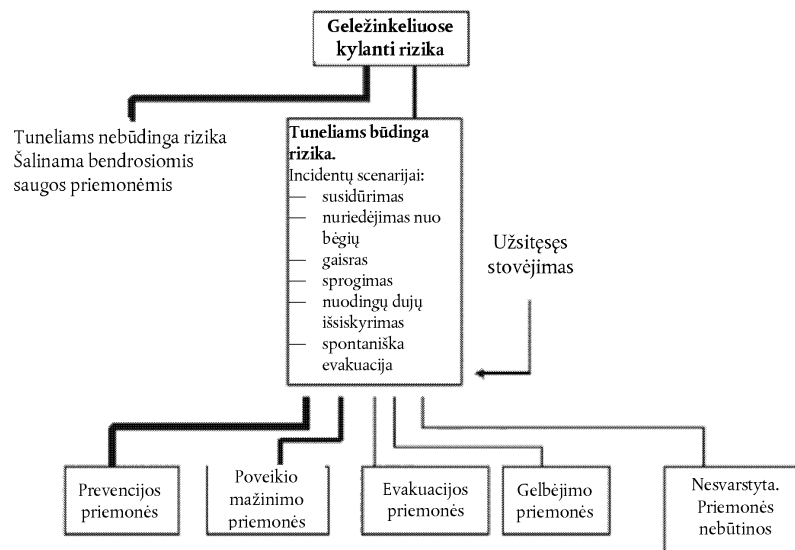 Geležinkeliuose
kylanti rizika
Tuneliams nebūdinga rizika
Šalinama bendrosiomis
saugos priemonėmis
Tuneliams būdinga
rizika.
Incidentų scenarijai:
— susidūrimas
— nuriedėjimas nuo
bėgių
— gaisras
— sprogimas
— nuodingų dujų
išsiskyrimas
— spontaniška
evakuacija
Užsitęsęs
stovėjimas
Prevencijos
priemonės
Poveikio
mažinimo
priemonės
Evakuacijos
priemonės
Gelbėjimo
priemonės
Nesvarstyta.
Priemonės
nebūtinos